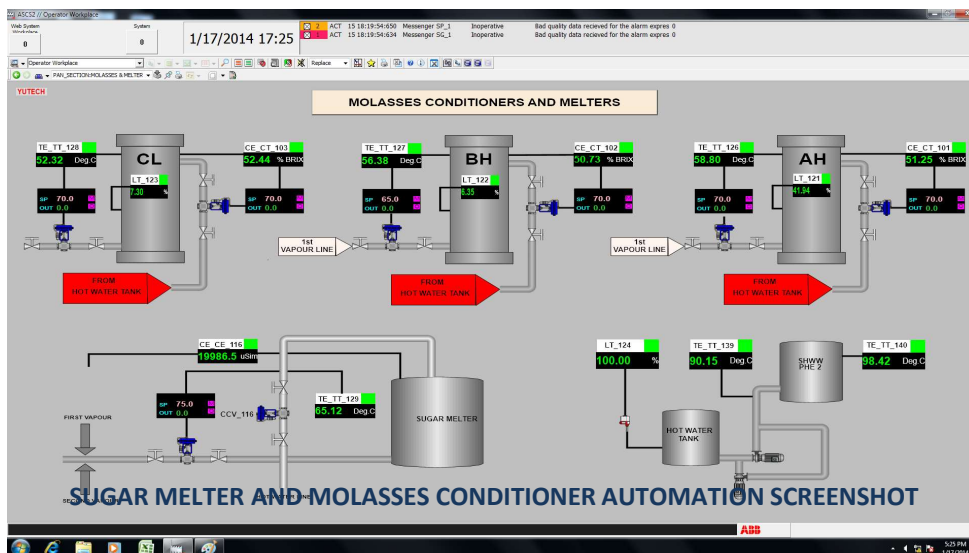 ASCS2 // Operator Workplace
Web System
Workplace
0
System
0
1/17/2014 17:25
2 ACT 15 18:19:54:650 Messenger SP_1 Inoperative Bad quality data recieved for the alarm expres 0
1 ACT 15 18:19:54:634 Messenger SG_1 Inoperative Bad quality data recieved for the alarm expres 0
Operator Workplace
Replace
PAN_SECTION:MOLASSES & MELTER
YUTECH
MOLASSES CONDITIONERS AND MELTERS
TE_TT_128
52.32 Deg.C
CL
CE_CT_103
52.44 % BRIX
LT_123
7.30 %
SP 70.0
OUT 0.0
SP 70.0
OUT 0.0
FROM
HOT WATER TANK
TE_TT_127
56.38 Deg.C
BH
CE_CT_102
50.73 % BRIX
LT_122
6.35 %
SP 65.0
OUT 0.0
SP 70.0
OUT 0.0
1st
VAPOUR LINE
FROM
HOT WATER TANK
TE_TT_126
58.80 Deg.C
AH
CE_CT_101
51.25 % BRIX
LT_121
41.94 %
SP 70.0
OUT 0.0
SP 70.0
OUT 0.0
1st
VAPOUR LINE
FROM
HOT WATER TANK
CE_CE_116
19986.5 uSim
SP 75.0
OUT 0.0
CCV_116
TE_TT_129
65.12 Deg.C
SUGAR MELTER
FIRST VAPOUR
LT_124
100.00 %
TE_TT_139
90.15 Deg.C
SHWW
PHE 2
TE_TT_140
98.42 Deg.C
HOT WATER
TANK
SUGAR MELTER AND MOLASSES CONDITIONER AUTOMATION SCREENSHOT
ABB
5:25 PM
1/17/2014